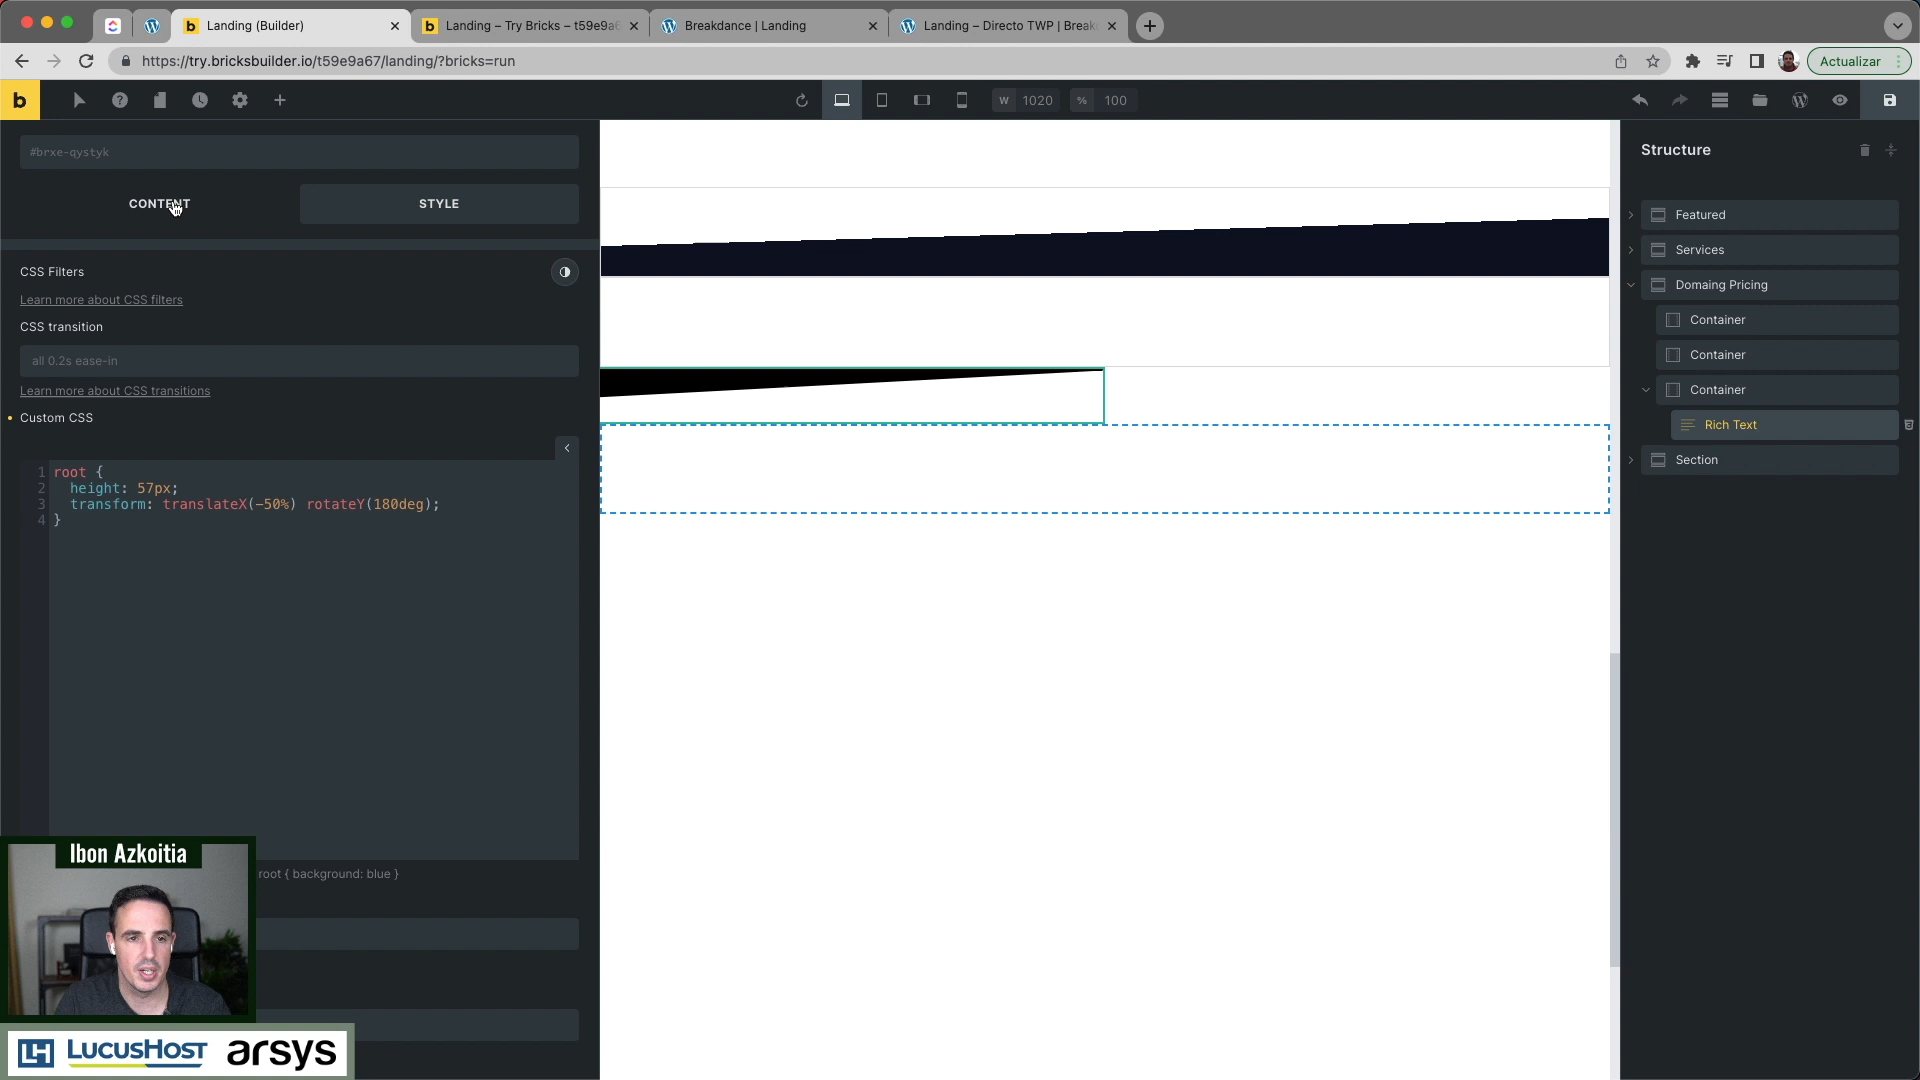 Landing (Builder)
Landing – Try Bricks – t59e9a6
Breakdance | Landing
Landing – Directo TWP | Break
https://try.bricksbuilder.io/t59e9a67/landing/?bricks=run
Actualizar
b
W 1020
% 100
#brxe-qystyk
CONTENT
STYLE
CSS Filters
Learn more about CSS filters
CSS transition
all 0.2s ease-in
Learn more about CSS transitions
Custom CSS
1 root {
2 height: 57px;
3 transform: translateX(-50%) rotateY(180deg);
4 }
root { background: blue }
Structure
Featured
Services
Domaing Pricing
Container
Container
Container
Rich Text
Section
Ibon Azkoitia
LH LUCUSHOST arsys